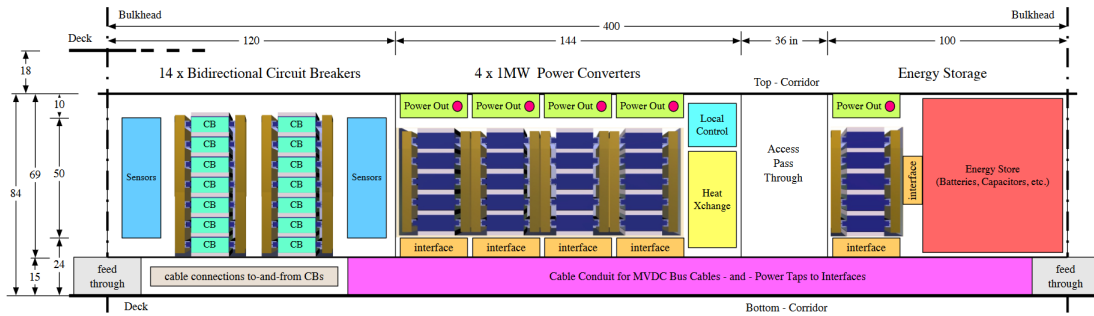 Bulkhead
Bulkhead
400
Deck
120
144
36 in
100
18
14 x Bidirectional Circuit Breakers
4 x 1MW Power Converters
Top - Corridor
Energy Storage
10
Power Out
Power Out
Power Out
Power Out
Power Out
CB
CB
Local
Control
CB
CB
CB
CB
Access
Pass
Through
84
69
50
Sensors
CB
CB
Sensors
interface
Energy Store
(Batteries, Capacitors, etc.)
CB
CB
Heat
Xchange
CB
CB
CB
CB
interface
interface
interface
interface
interface
24
15
feed
through
cable connections to-and-from CBs
Cable Conduit for MVDC Bus Cables - and - Power Taps to Interfaces
feed
through
Deck
Bottom - Corridor